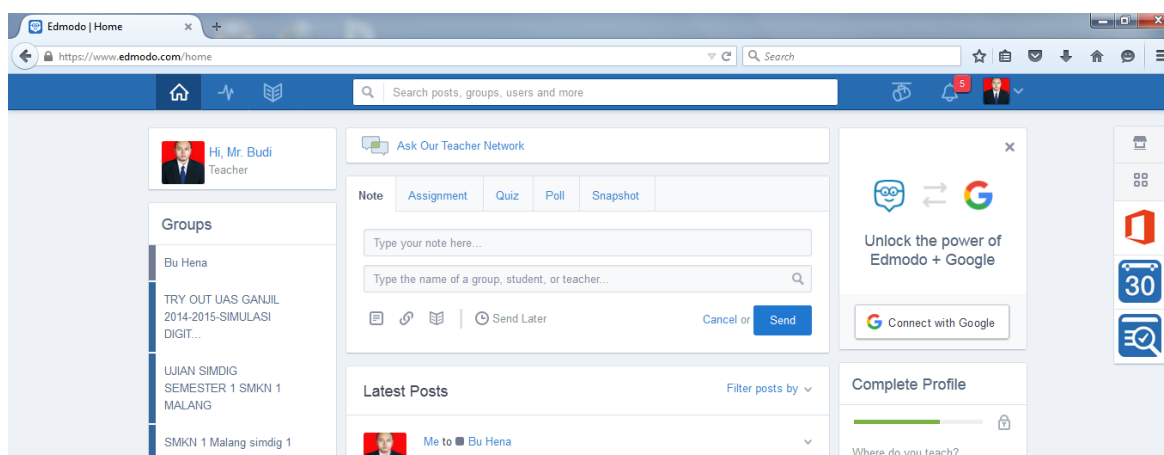 Edmodo | Home
https://www.edmodo.com/home
Search
Search posts, groups, users and more
5
Hi, Mr. Budi
Teacher
Groups
Bu Hena
TRY OUT UAS GANJIL
2014-2015-SIMULASI
DIGIT...
UJIAN SIMDIG
SEMESTER 1 SMKN 1
MALANG
SMKN 1 Malang simdig 1
Ask Our Teacher Network
Note Assignment Quiz Poll Snapshot
Type your note here...
Type the name of a group, student, or teacher...
Send Later Cancel or Send
Latest Posts Filter posts by
Me to Bu Hena
Unlock the power of
Edmodo + Google
Connect with Google
Complete Profile
Where do you teach?
30